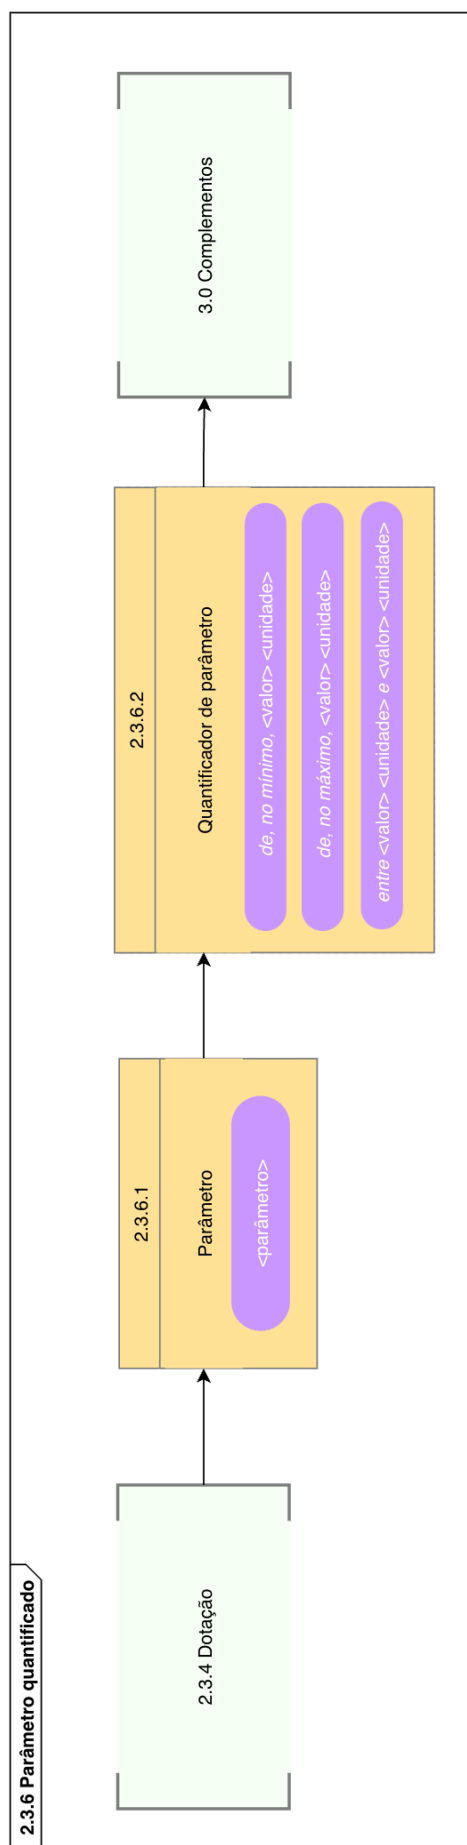 2.3.6 Parâmetro quantificado
2.3.4 Dotação
2.3.6.1
Parâmetro
<parâmetro>
2.3.6.2
Quantificador de parâmetro
de, no mínimo, <valor> <unidade>
de, no máximo, <valor> <unidade>
entre <valor> <unidade> e <valor> <unidade>
3.0 Complementos